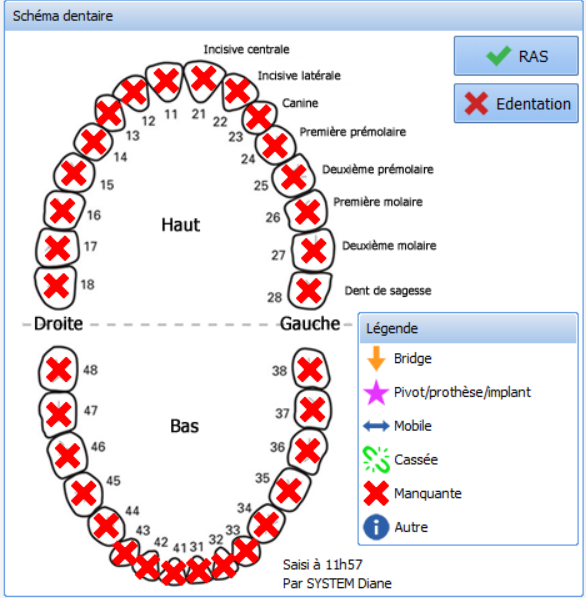 Schéma dentaire
RAS
Edentation
Incisive centrale
Incisive latérale
Canine
Première prémolaire
Deuxième prémolaire
Première molaire
Deuxième molaire
Dent de sagesse
11
21
12
22
13
23
14
24
15
25
16
26
17
27
18
28
Haut
Droite
Gauche
48
38
47
37
46
36
45
35
44
34
43
33
42
32
41
31
Bas
Légende
Bridge
Pivot/prothèse/implant
Mobile
Cassée
Manquante
Autre
Saisi à 11h57
Par SYSTEM Diane